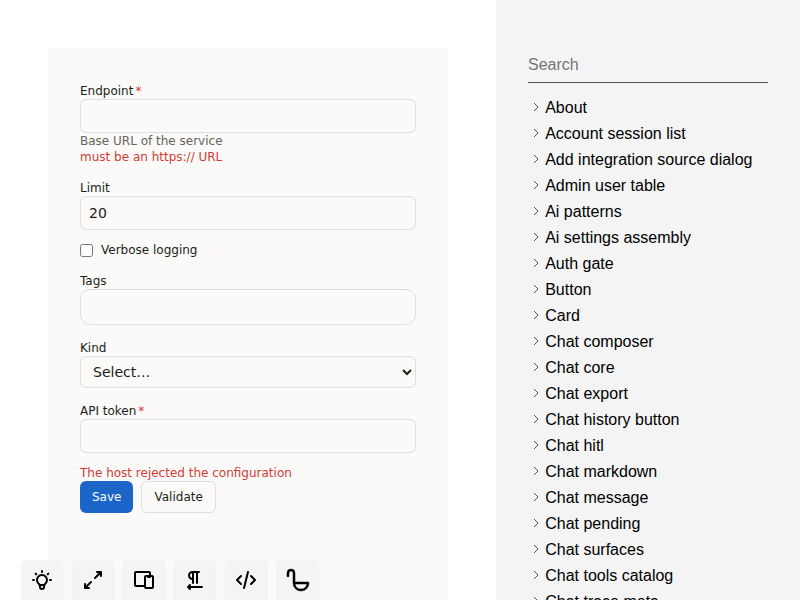 Endpoint *
Base URL of the service
must be an https:// URL
Limit
20
Verbose logging
Tags
Kind
Select...
API token *
The host rejected the configuration
Save
Validate
Search
About
Account session list
Add integration source dialog
Admin user table
Ai patterns
Ai settings assembly
Auth gate
Button
Card
Chat composer
Chat core
Chat export
Chat history button
Chat hitl
Chat markdown
Chat message
Chat pending
Chat surfaces
Chat tools catalog